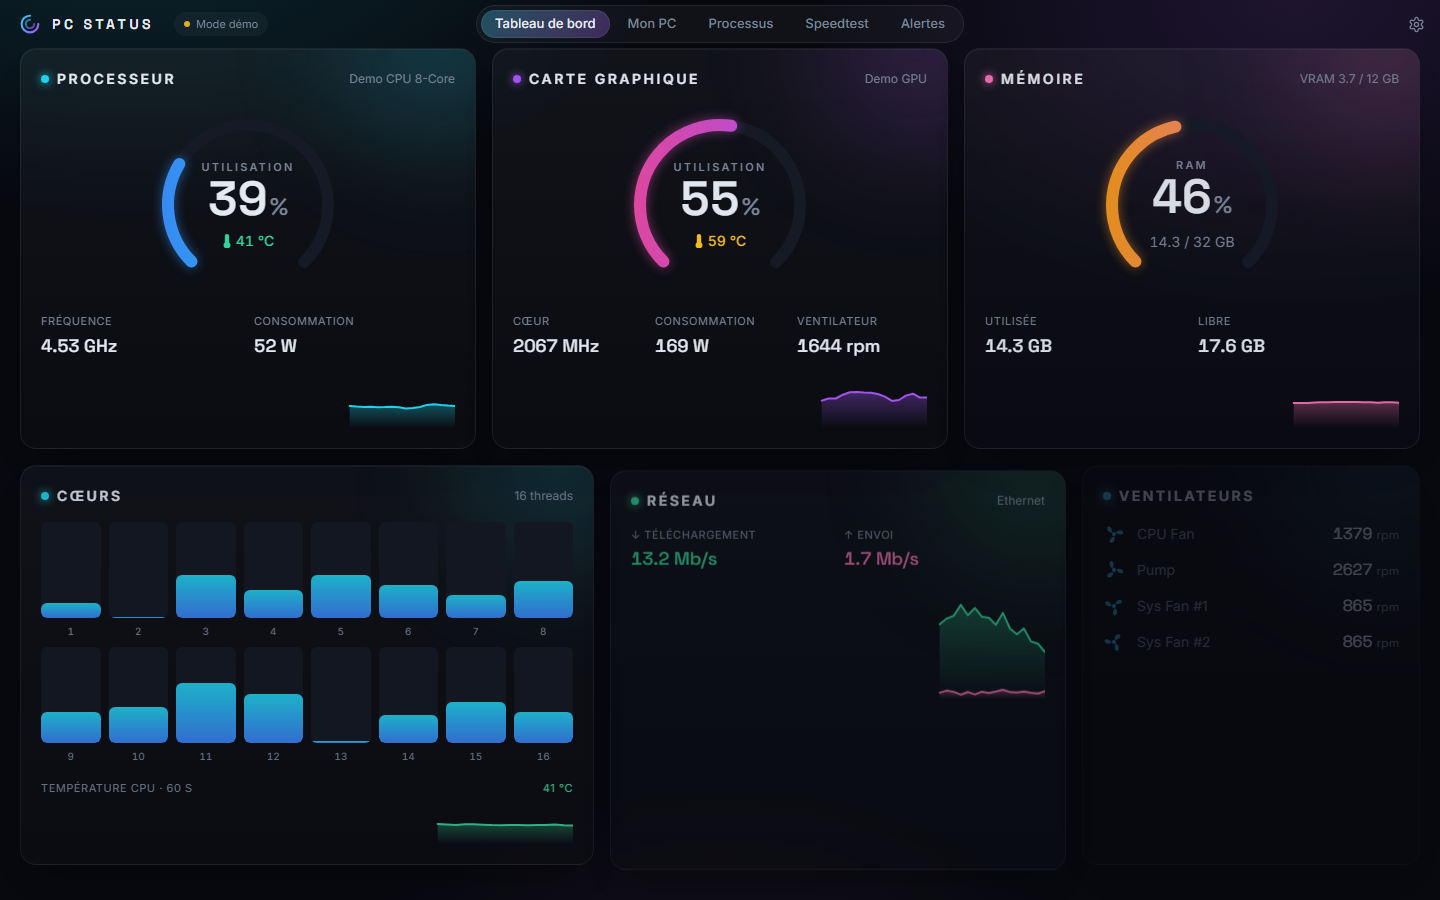 PC STATUS
Mode démo
Tableau de bord
Mon PC
Processus
Speedtest
Alertes
PROCESSEUR
Demo CPU 8-Core
UTILISATION
39%
41 °C
FRÉQUENCE
CONSOMMATION
4.53 GHz
52 W
CARTE GRAPHIQUE
Demo GPU
UTILISATION
55%
59 °C
CŒUR
CONSOMMATION
VENTILATEUR
2067 MHz
169 W
1644 rpm
MÉMOIRE
VRAM 3.7 / 12 GB
RAM
46%
14.3 / 32 GB
UTILISÉE
LIBRE
14.3 GB
17.6 GB
CŒURS
16 threads
1 2 3 4 5 6 7 8
9 10 11 12 13 14 15 16
TEMPÉRATURE CPU · 60 S
41 °C
RÉSEAU
Ethernet
↓ TÉLÉCHARGEMENT
↑ ENVOI
13.2 Mb/s
1.7 Mb/s
VENTILATEURS
CPU Fan 1379 rpm
Pump 2627 rpm
Sys Fan #1 865 rpm
Sys Fan #2 865 rpm